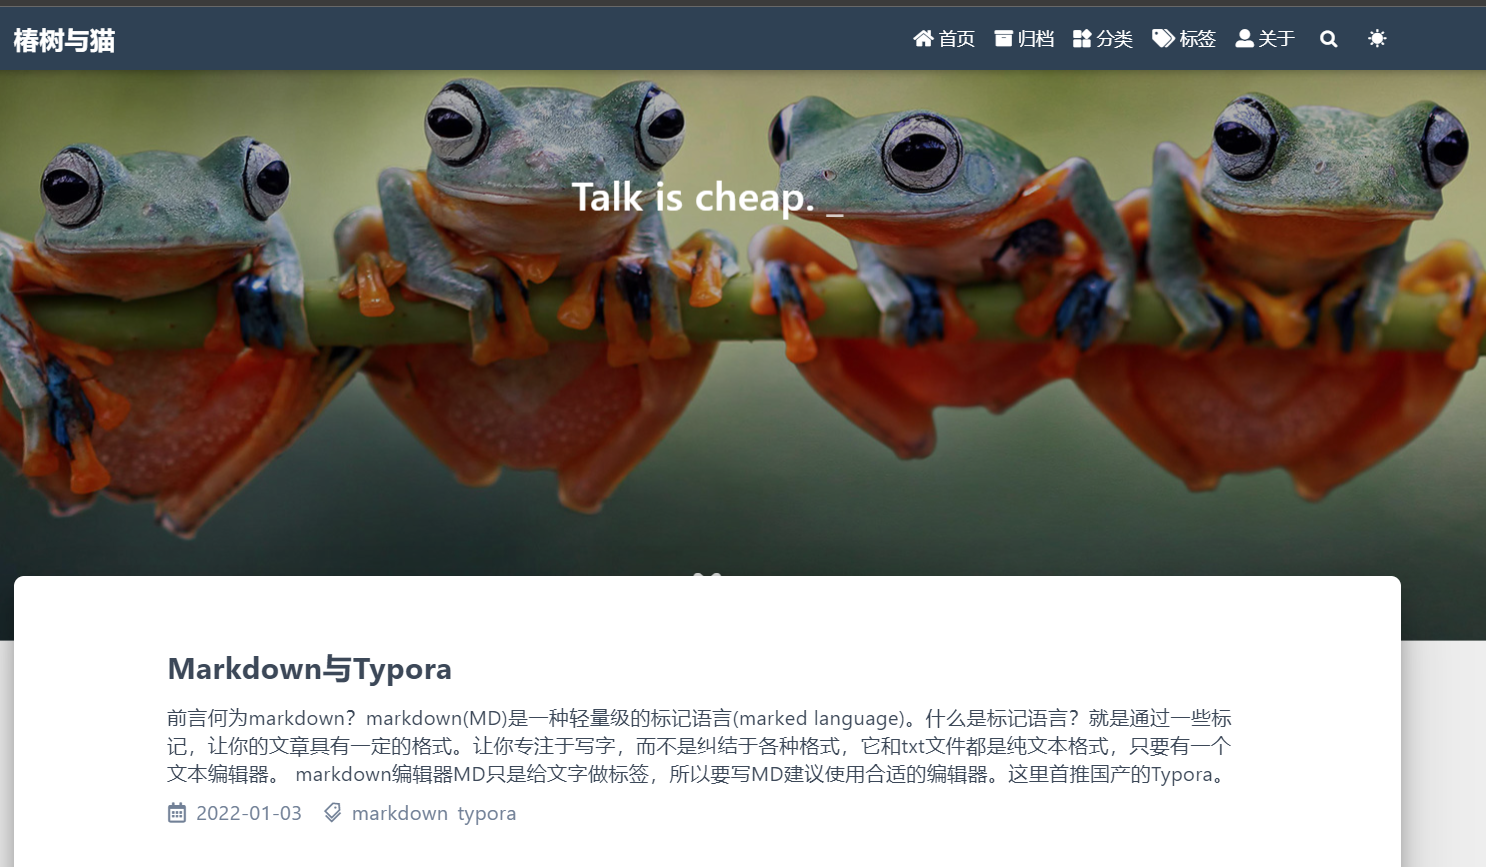 椿树与猫
首页 归档 分类 标签 关于
Talk is cheap. _
Markdown与Typora
前言何为markdown？markdown(MD)是一种轻量级的标记语言(marked language)。什么是标记语言？就是通过一些标
记，让你的文章具有一定的格式。让你专注于写字，而不是纠结于各种格式，它和txt文件都是纯文本格式，只要有一个
文本编辑器。 markdown编辑器MD只是给文字做标签，所以要写MD建议使用合适的编辑器。这里首推国产的Typora。
2022-01-03 markdown typora